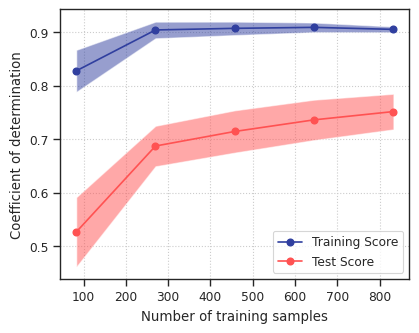 Coefficient of determination
0.9
0.8
0.7
0.6
0.5
100 200 300 400 500 600 700 800
Number of training samples
Training Score
Test Score